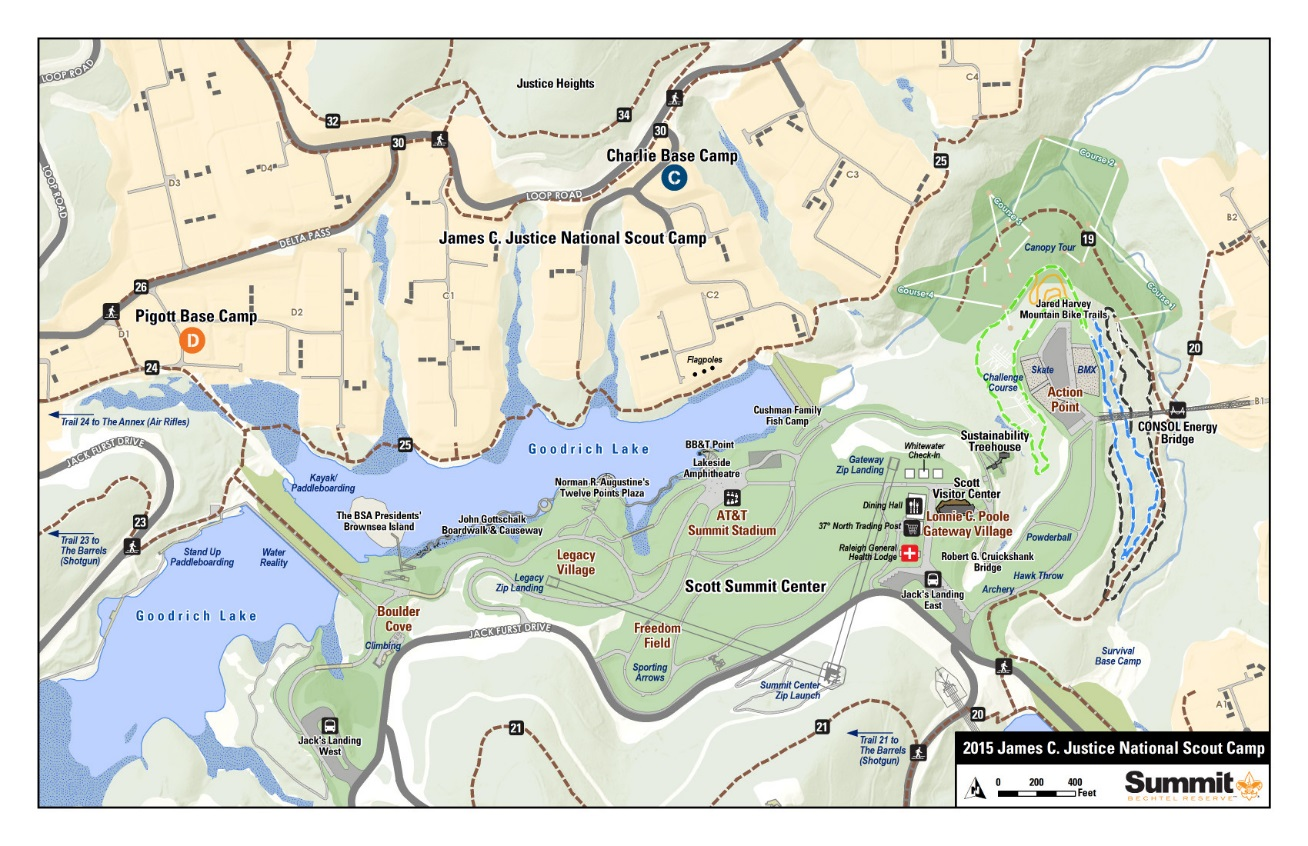 LOOP ROAD
Justice Heights
C4
32
34
30
30
25
Charlie Base Camp
C
Course 2
LOOP ROAD
D3
D4
C3
LOOP ROAD
Course 3
B2
DELTA PASS
James C. Justice National Scout Camp
19
Canopy Tour
26
Course 4
Course 1
C1
C2
Jared Harvey
Mountain Bike Trails
Pigott Base Camp
D
D1
D2
20
24
Flagpoles
Challenge
Course
Skate
BMX
Action
Point
B1
Trail 24 to The Annex (Air Rifles)
Cushman Family
Fish Camp
CONSOL Energy
Bridge
JACK FURST DRIVE
25
Goodrich Lake
BB&T Point
Lakeside
Amphitheatre
Sustainability
Treehouse
Whitewater
Check-In
Gateway
Zip Landing
Kayak/
Paddleboarding
Norman R. Augustine's
Twelve Points Plaza
Scott
Visitor Center
The BSA Presidents'
Brownsea Island
John Gottschalk
Boardwalk & Causeway
AT&T
Summit Stadium
Dining Hall
37° North Trading Post
Lonnie C. Poole
Gateway Village
23
Trail 23 to
The Barrels
(Shotgun)
Stand Up
Paddleboarding
Water
Reality
Legacy
Village
Raleigh General
Health Lodge
Robert G. Cruickshank
Bridge
Powderball
Legacy
Zip Landing
Scott Summit Center
Hawk Throw
Archery
Jack's Landing
East
Goodrich Lake
Boulder
Cove
JACK FURST DRIVE
Freedom
Field
Climbing
Sporting
Arrows
Survival
Base Camp
Summit Center
Zip Launch
A1
21
21
20
Trail 21 to
The Barrels
(Shotgun)
Jack's Landing
West
2015 James C. Justice National Scout Camp
N
0 200 400
Feet
Summit
BECHTEL RESERVE